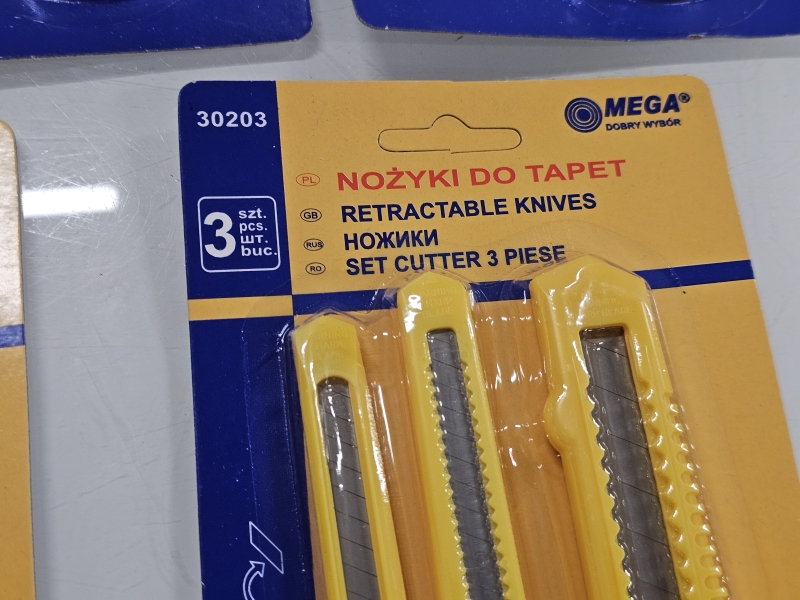 30203
MEGA®
DOBRY WYBÓR
PL NOŻYKI DO TAPET
GB RETRACTABLE KNIVES
RUS НОЖИКИ
RO SET CUTTER 3 PIESE
3 szt.
pcs.
шт.
buc.